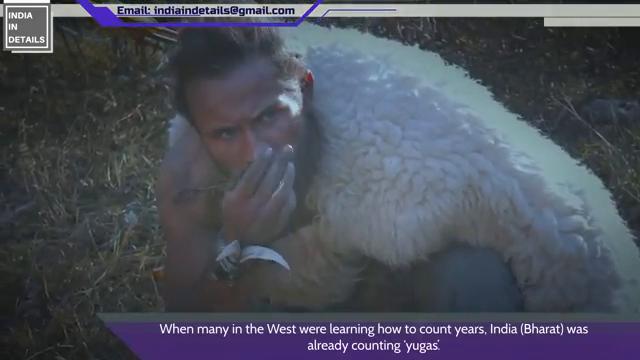 Email: indiaindetails@gmail.com
INDIA
IN
DETAILS
When many in the West were learning how to count years, India (Bharat) was
already counting 'yugas'.